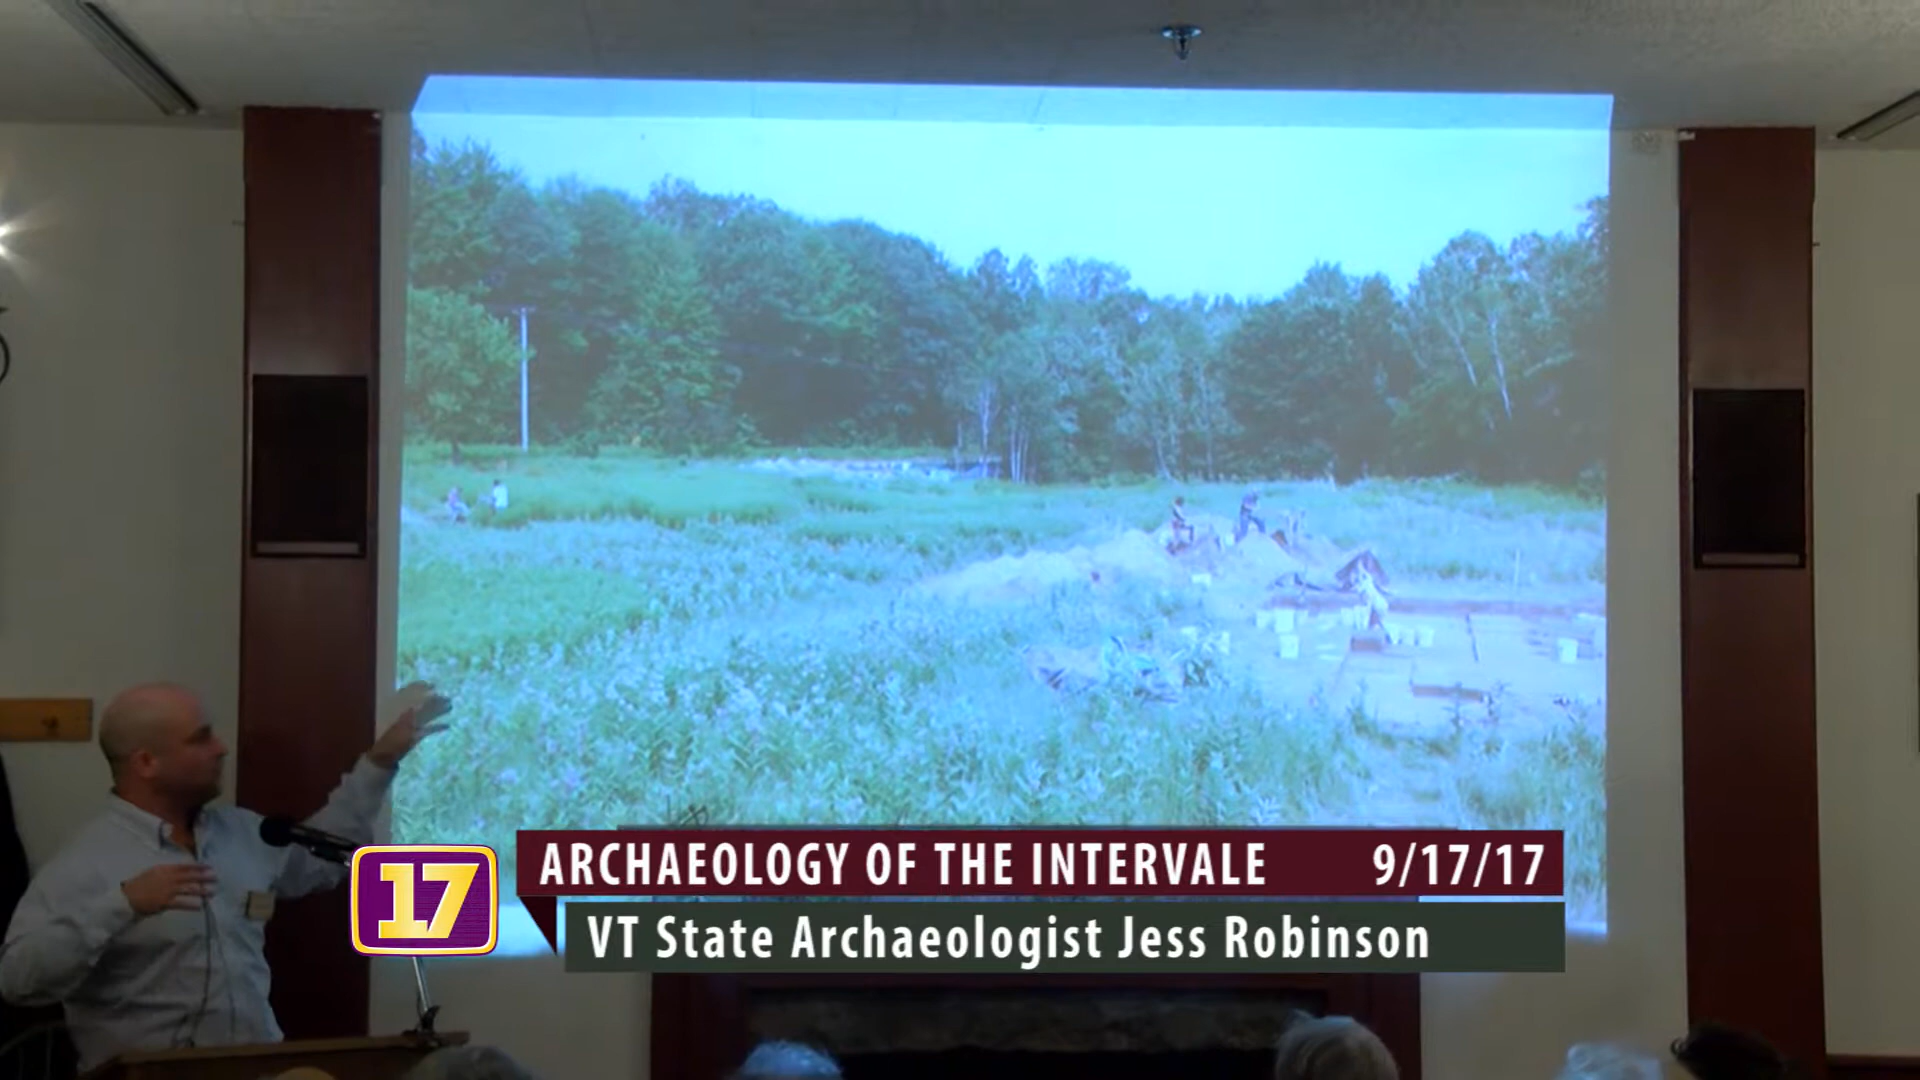 ARCHAEOLOGY OF THE INTERVALE 9/17/17
17
VT State Archaeologist Jess Robinson